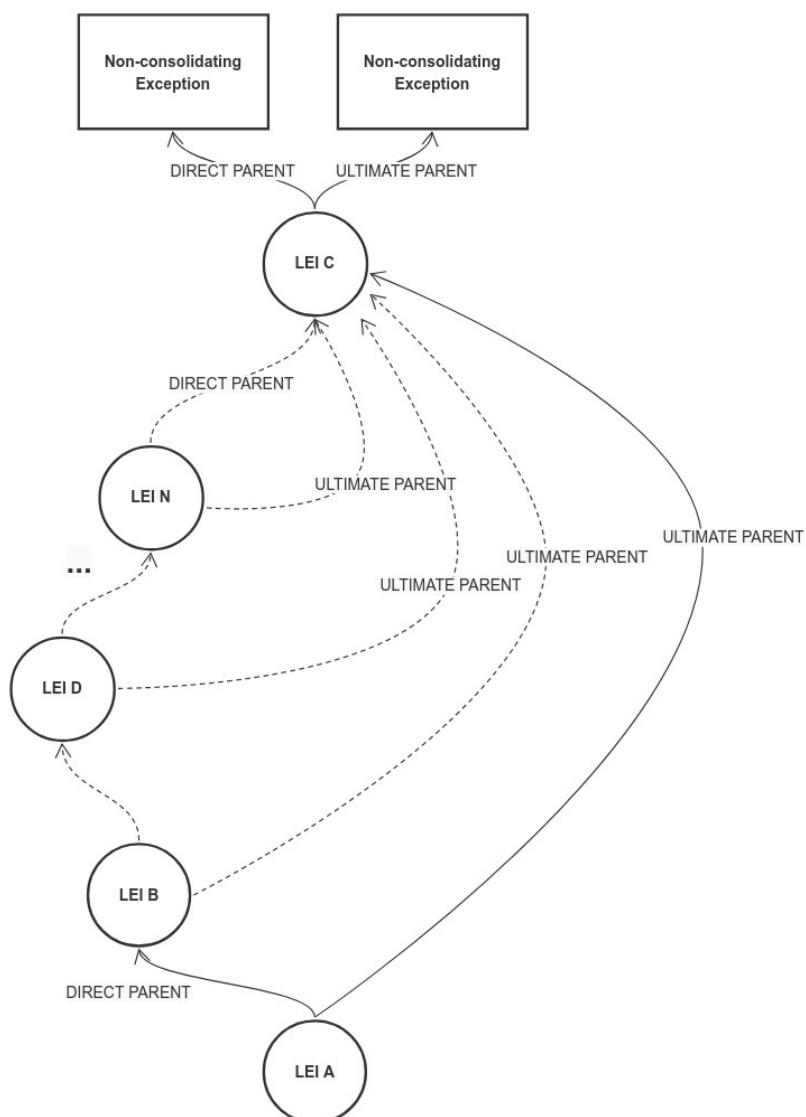 Non-consolidating
Exception
Non-consolidating
Exception
DIRECT PARENT
ULTIMATE PARENT
LEI C
DIRECT PARENT
ULTIMATE PARENT
LEI N
ULTIMATE PARENT
ULTIMATE PARENT
...
ULTIMATE PARENT
LEI D
LEI B
DIRECT PARENT
LEI A